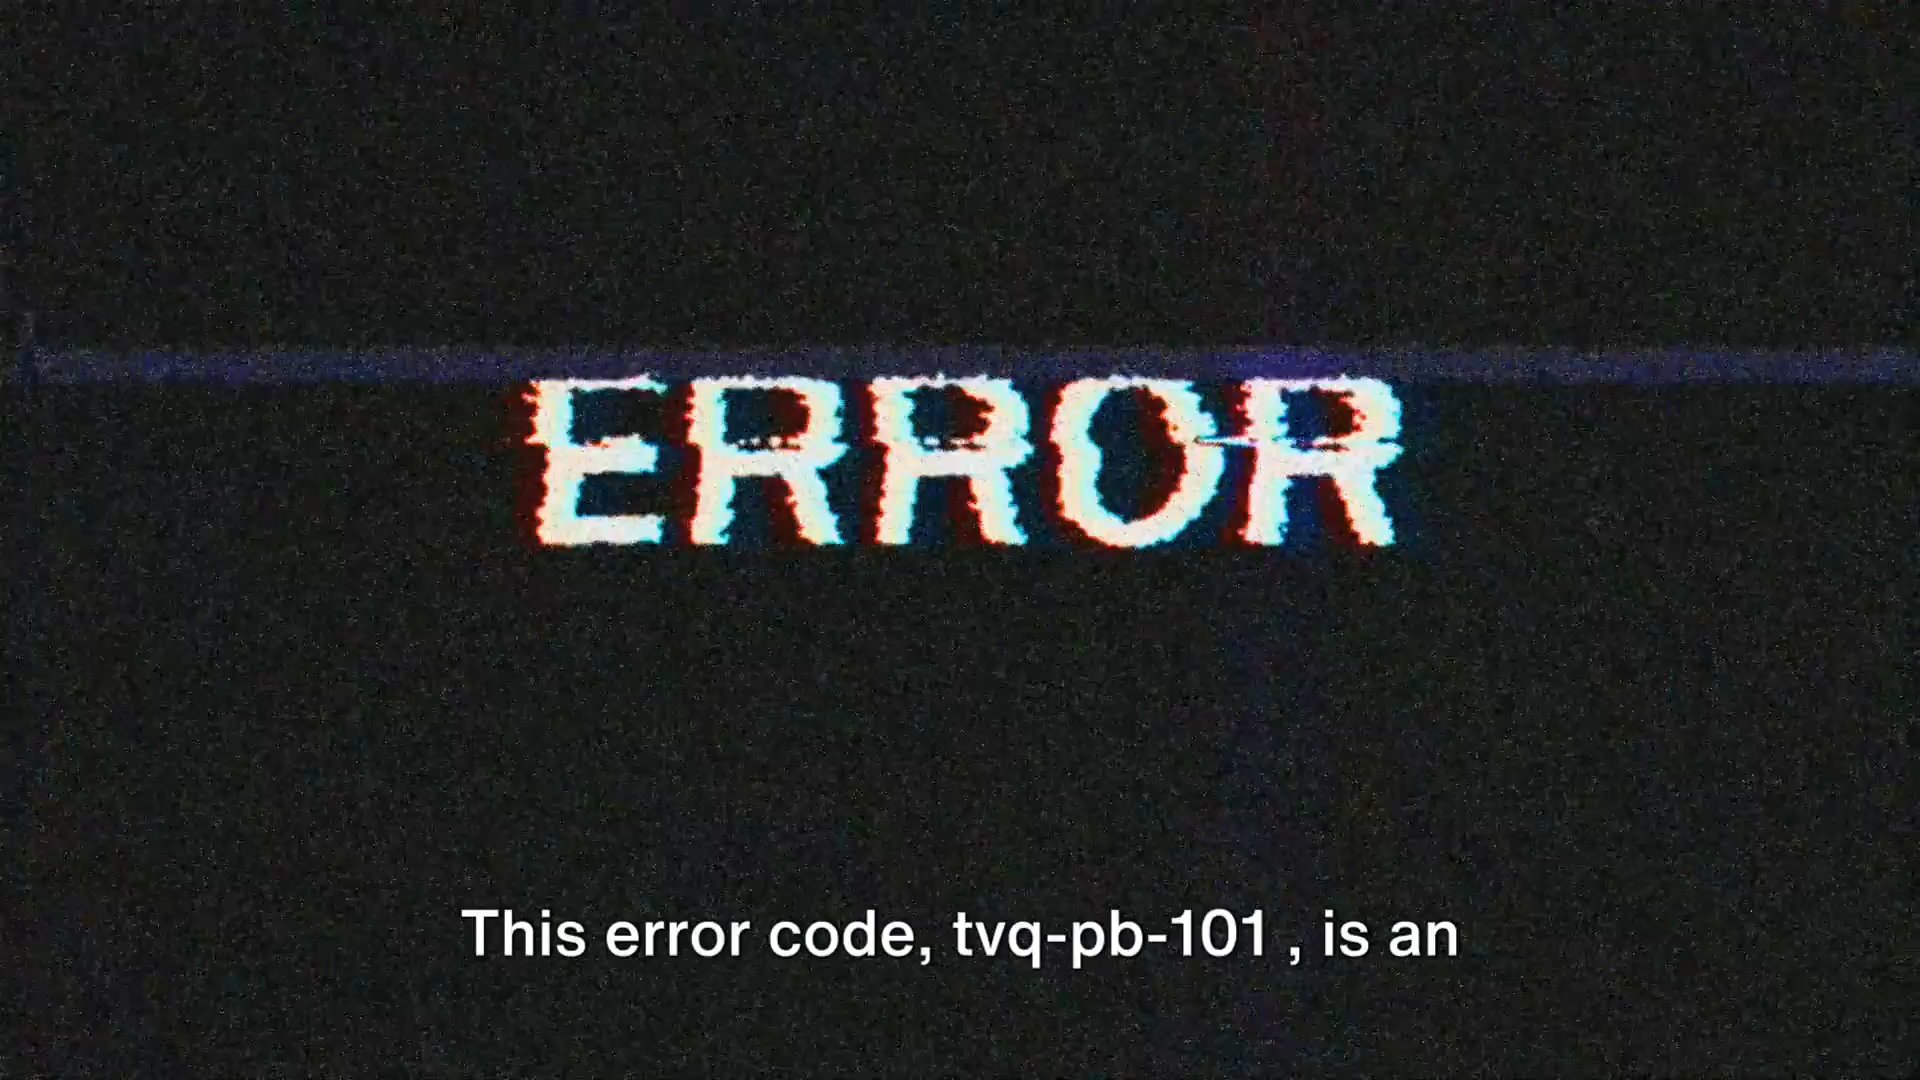 ERROR
This error code, tvq-pb-101 , is an